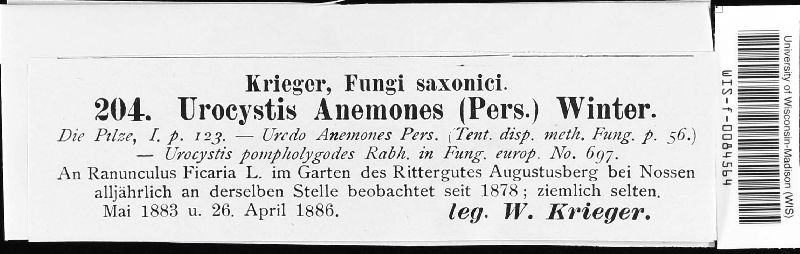 Krieger, Fungi saxonici.
204. Urocystis Anemones (Pers.) Winter.
Die Pilze, I. p. 123. — Uredo Anemones Pers. (Tent. disp. meth. Fung. p. 56.)
— Urocystis pompholygodes Rabh. in Fung. europ. No. 697.
An Ranunculus Ficaria L. im Garten des Rittergutes Augustusberg bei Nossen
alljährlich an derselben Stelle beobachtet seit 1878; ziemlich selten.
Mai 1883 u. 26. April 1886. leg. W. Krieger.
WIS-f-0084564
University of Wisconsin-Madison (WIS)